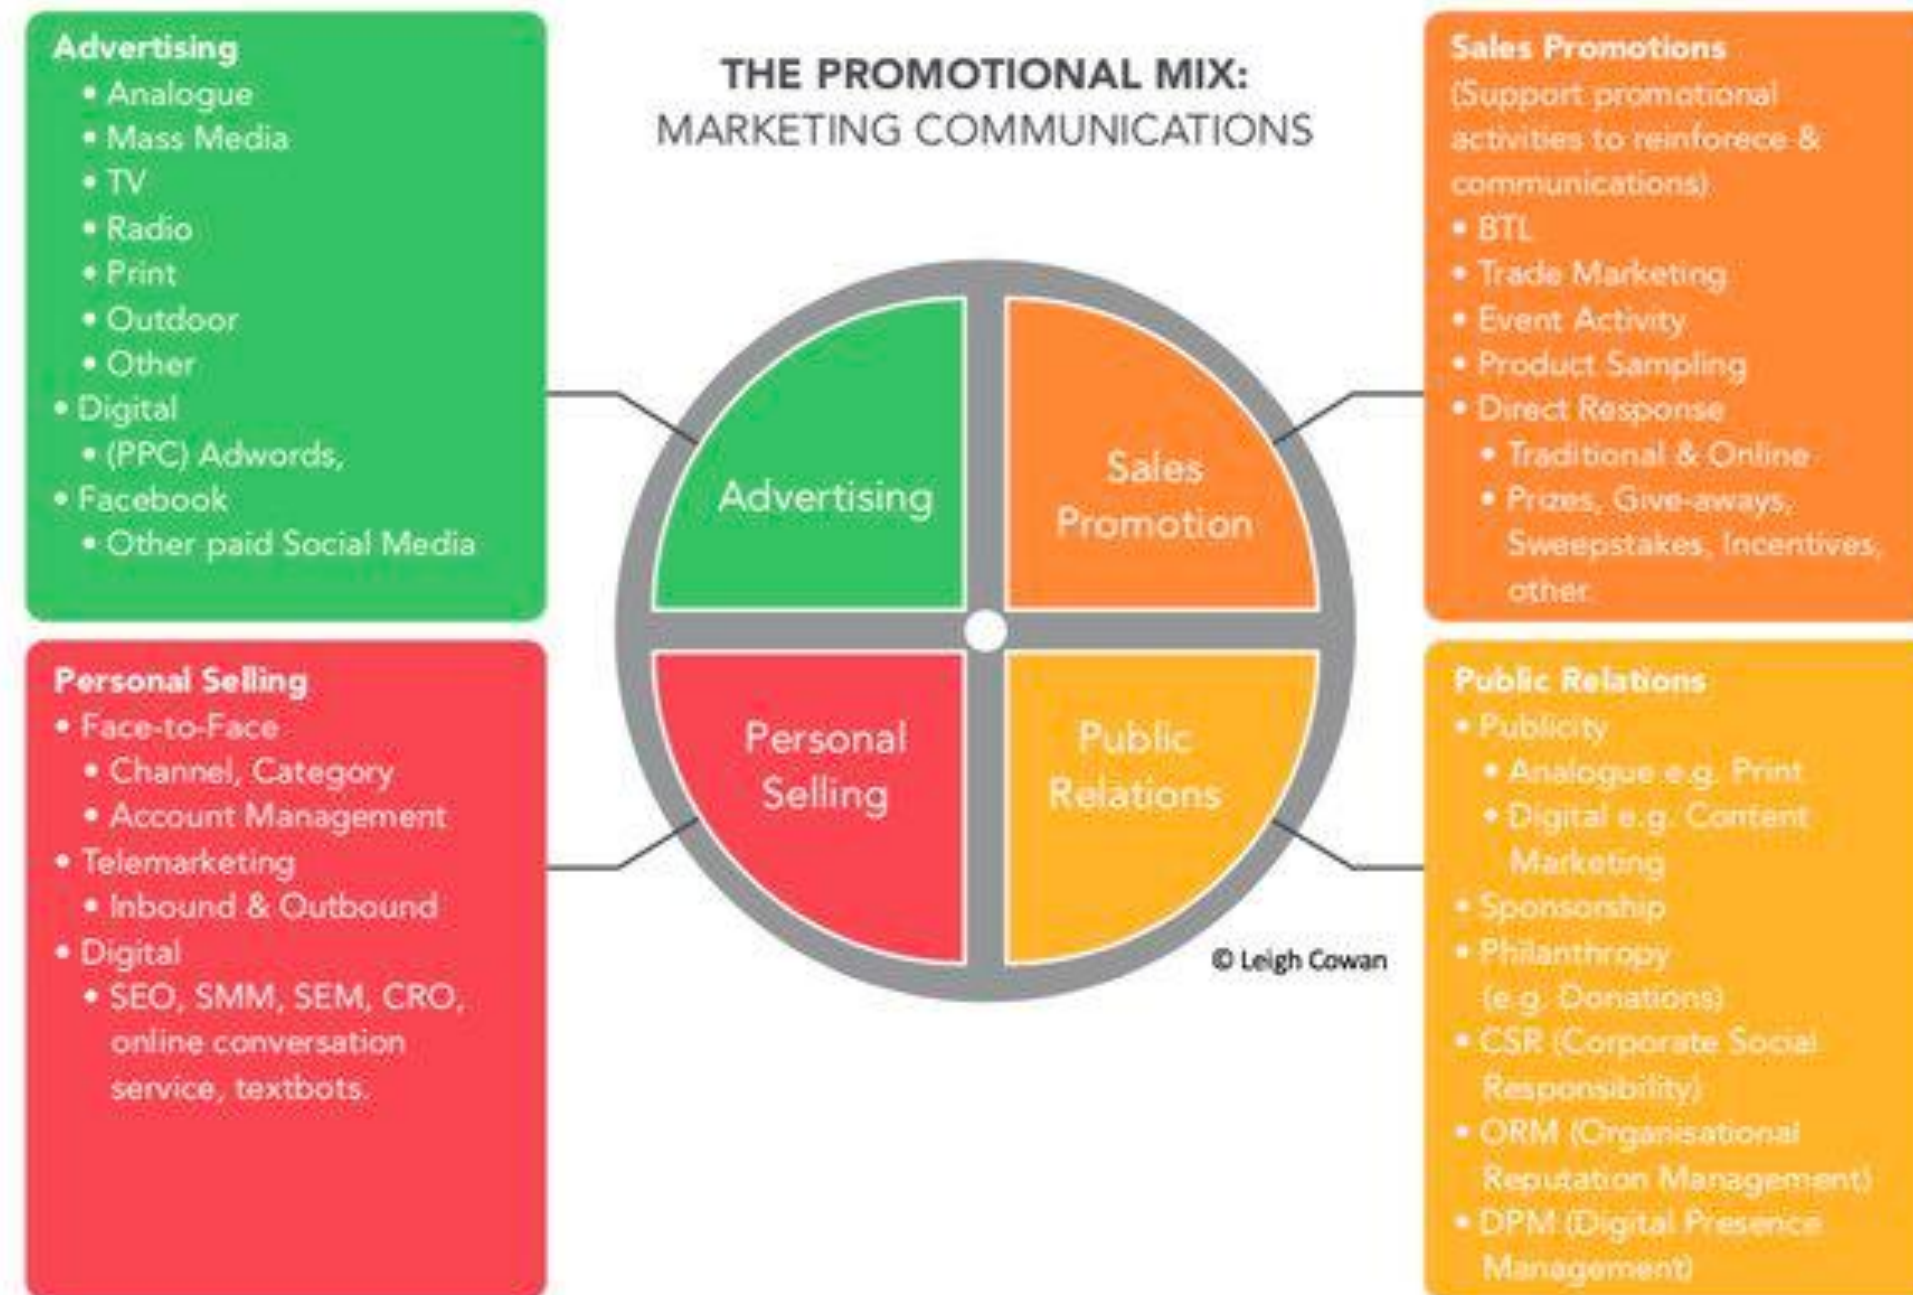 THE PROMOTIONAL MIX:
MARKETING COMMUNICATIONS
Advertising
• Analogue
• Mass Media
• TV
• Radio
• Print
• Outdoor
• Other
• Digital
• (PPC) Adwords,
• Facebook
• Other paid Social Media
Sales Promotions
(Support promotional
activities to reinforece &
communications)
• BTL
• Trade Marketing
• Event Activity
• Product Sampling
• Direct Response
• Traditional & Online
• Prizes, Give-aways,
Sweepstakes, Incentives,
other.
Advertising
Sales
Promotion
Personal
Selling
Public
Relations
© Leigh Cowan
Personal Selling
• Face-to-Face
• Channel, Category
• Account Management
• Telemarketing
• Inbound & Outbound
• Digital
• SEO, SMM, SEM, CRO,
online conversation
service, textbots.
Public Relations
• Publicity
• Analogue e.g. Print
• Digital e.g. Content
Marketing
• Sponsorship
• Philanthropy
(e.g. Donations)
• CSR (Corporate Social
Responsibility)
• ORM (Organisational
Reputation Management)
• DPM (Digital Presence
Management)